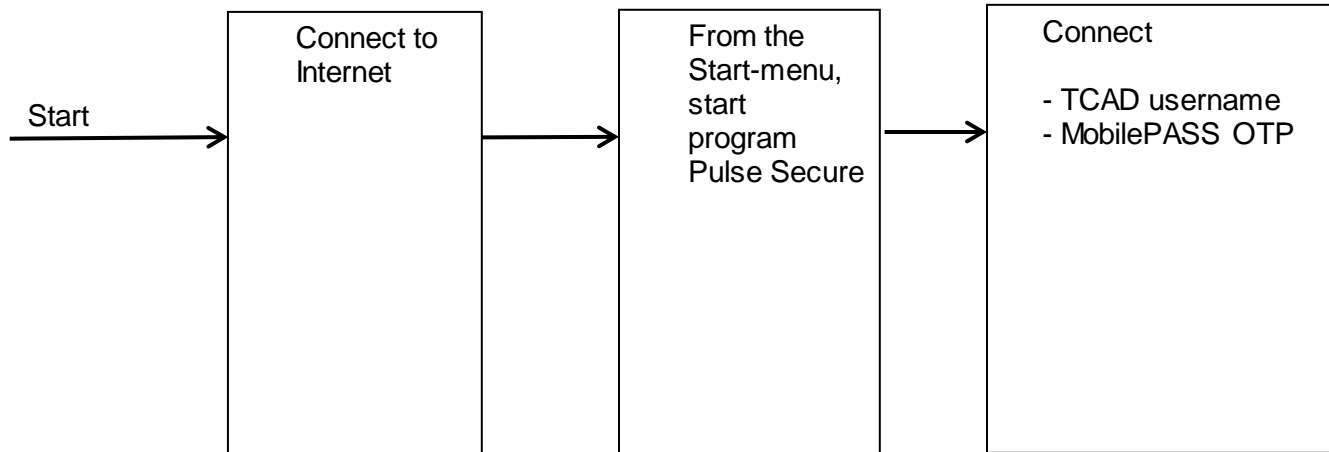 Start
Connect to
Internet
From the
Start-menu,
start
program
Pulse Secure
Connect
- TCAD username
- MobilePASS OTP